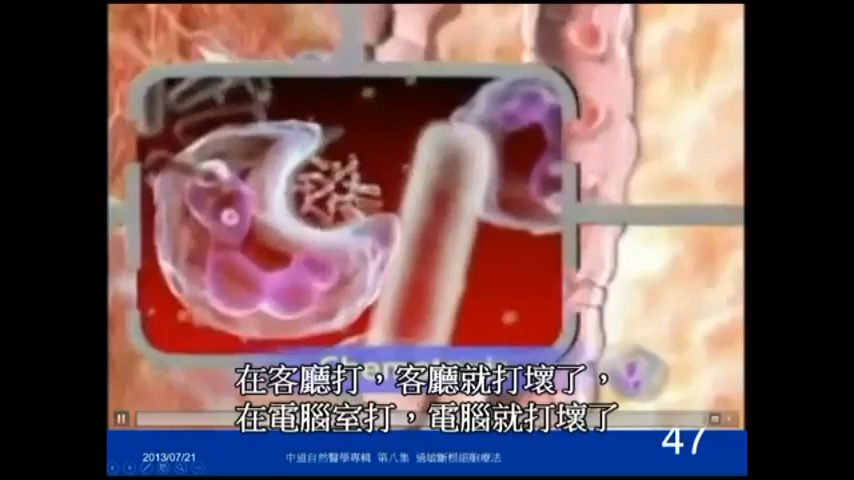 在客廳打，客廳就打壞了，
在電腦室打，電腦就打壞了
47
2013/07/21
中道自然醫學專輯 第八集 過敏斷根細胞療法